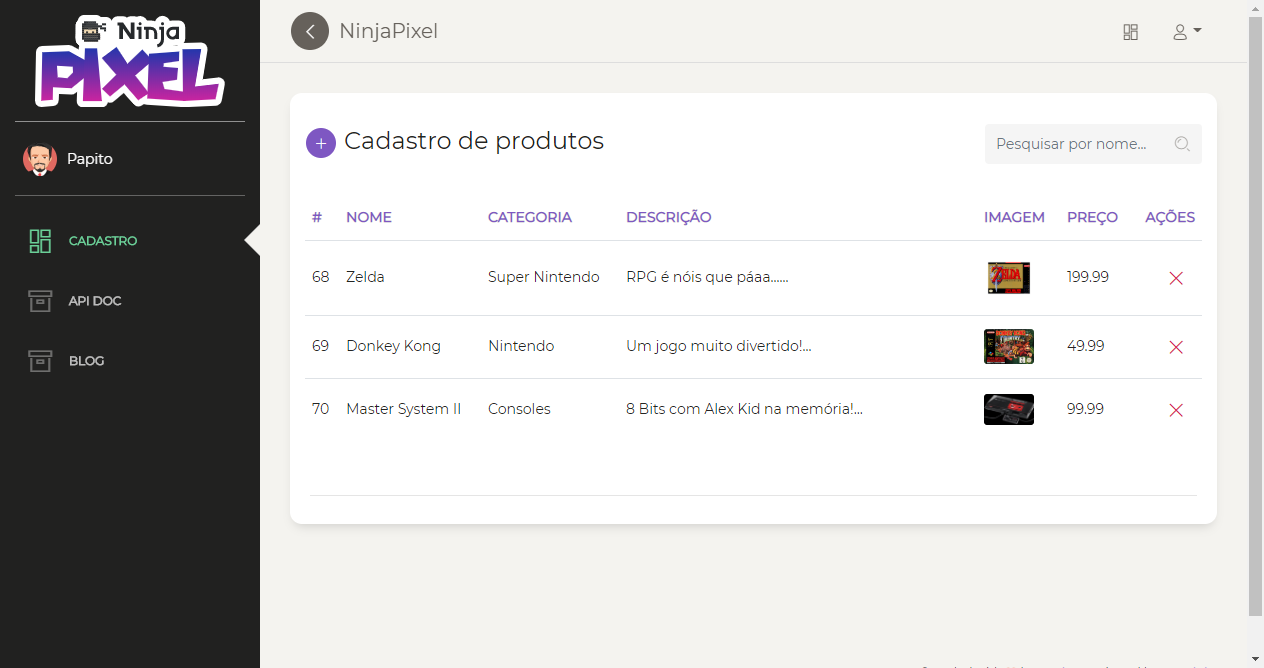 Ninja
PIXEL
Papito
CADASTRO
API DOC
BLOG
NinjaPixel
+ Cadastro de produtos
Pesquisar por nome...
# NOME CATEGORIA DESCRIÇÃO IMAGEM PREÇO AÇÕES
68 Zelda Super Nintendo RPG é nóis que páaa...... ZELDA 199.99
69 Donkey Kong Nintendo Um jogo muito divertido!... 49.99
70 Master System II Consoles 8 Bits com Alex Kid na memória!... 99.99